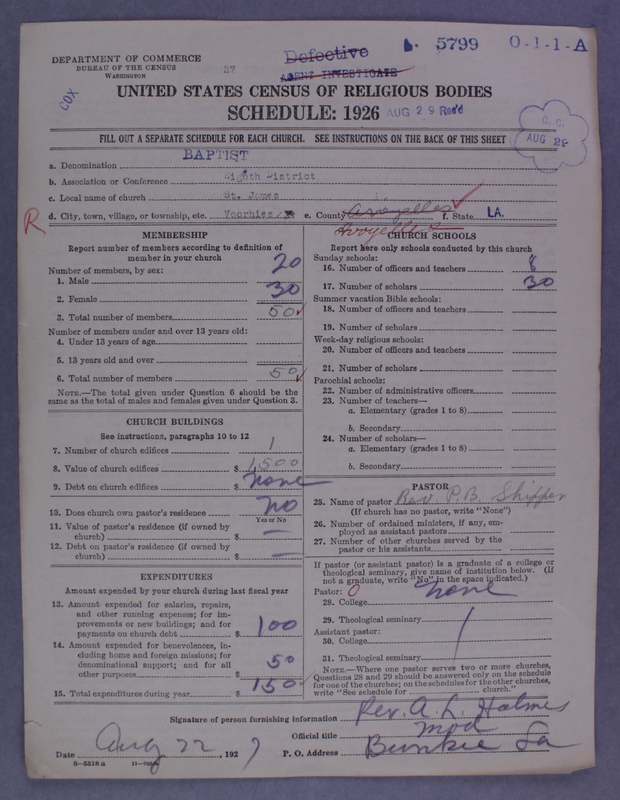 Defective 5799 O-1-1-A
DEPARTMENT OF COMMERCE
BUREAU OF THE CENSUS
WASHINGTON
27
AGENT INVESTIGATE
COX
UNITED STATES CENSUS OF RELIGIOUS BODIES
SCHEDULE: 1926 AUG 29 Rec'd
C. C.
AUG 29
FILL OUT A SEPARATE SCHEDULE FOR EACH CHURCH. SEE INSTRUCTIONS ON THE BACK OF THIS SHEET
a. Denomination BAPTIST
b. Association or Conference Eighth District
c. Local name of church St. James
R d. City, town, village, or township, etc. Voorhies e. County Avoyelles f. State LA.
Avoyelles
MEMBERSHIP
Report number of members according to definition of
member in your church
Number of members, by sex:
1. Male 20
2. Female 30
3. Total number of members 50
Number of members under and over 13 years old:
4. Under 13 years of age
5. 13 years old and over
6. Total number of members 50
NOTE.—The total given under Question 6 should be the
same as the total of males and females given under Question 3.
CHURCH BUILDINGS
See instructions, paragraphs 10 to 12
7. Number of church edifices 1
8. Value of church edifices $ 1,500
9. Debt on church edifices $ none
10. Does church own pastor's residence no
Yes or No
11. Value of pastor's residence (if owned by
church) $ —
12. Debt on pastor's residence (if owned by
church) $ —
EXPENDITURES
Amount expended by your church during last fiscal year
13. Amount expended for salaries, repairs,
and other running expenses; for im-
provements or new buildings; and for
payments on church debt $ 100
14. Amount expended for benevolences, in-
cluding home and foreign missions; for
denominational support; and for all
other purposes $ 50
15. Total expenditures during year $ 150
CHURCH SCHOOLS
Report here only schools conducted by this church
Sunday schools:
16. Number of officers and teachers 8
17. Number of scholars 30
Summer vacation Bible schools:
18. Number of officers and teachers
19. Number of scholars
Week-day religious schools:
20. Number of officers and teachers
21. Number of scholars
Parochial schools:
22. Number of administrative officers
23. Number of teachers—
a. Elementary (grades 1 to 8)
b. Secondary
24. Number of scholars—
a. Elementary (grades 1 to 8)
b. Secondary
PASTOR
25. Name of pastor Rev. P. B. Shipper
(If church has no pastor, write "None")
26. Number of ordained ministers, if any, em-
ployed as assistant pastors
27. Number of other churches served by the
pastor or his assistants
If pastor (or assistant pastor) is a graduate of a college or
theological seminary, give name of institution below. (If
not a graduate, write "No" in the space indicated.)
Pastor: 0
28. College none
29. Theological seminary
Assistant pastor:
30. College
31. Theological seminary
NOTE.—Where one pastor serves two or more churches,
Questions 28 and 29 should be answered only on the schedule
for one of the churches; on the schedules for the other churches,
write "See schedule for church."
Signature of person furnishing information Rev. A. L. Holmes
Official title Mod
Date Aug 22, 1927 P. O. Address Bunkie La